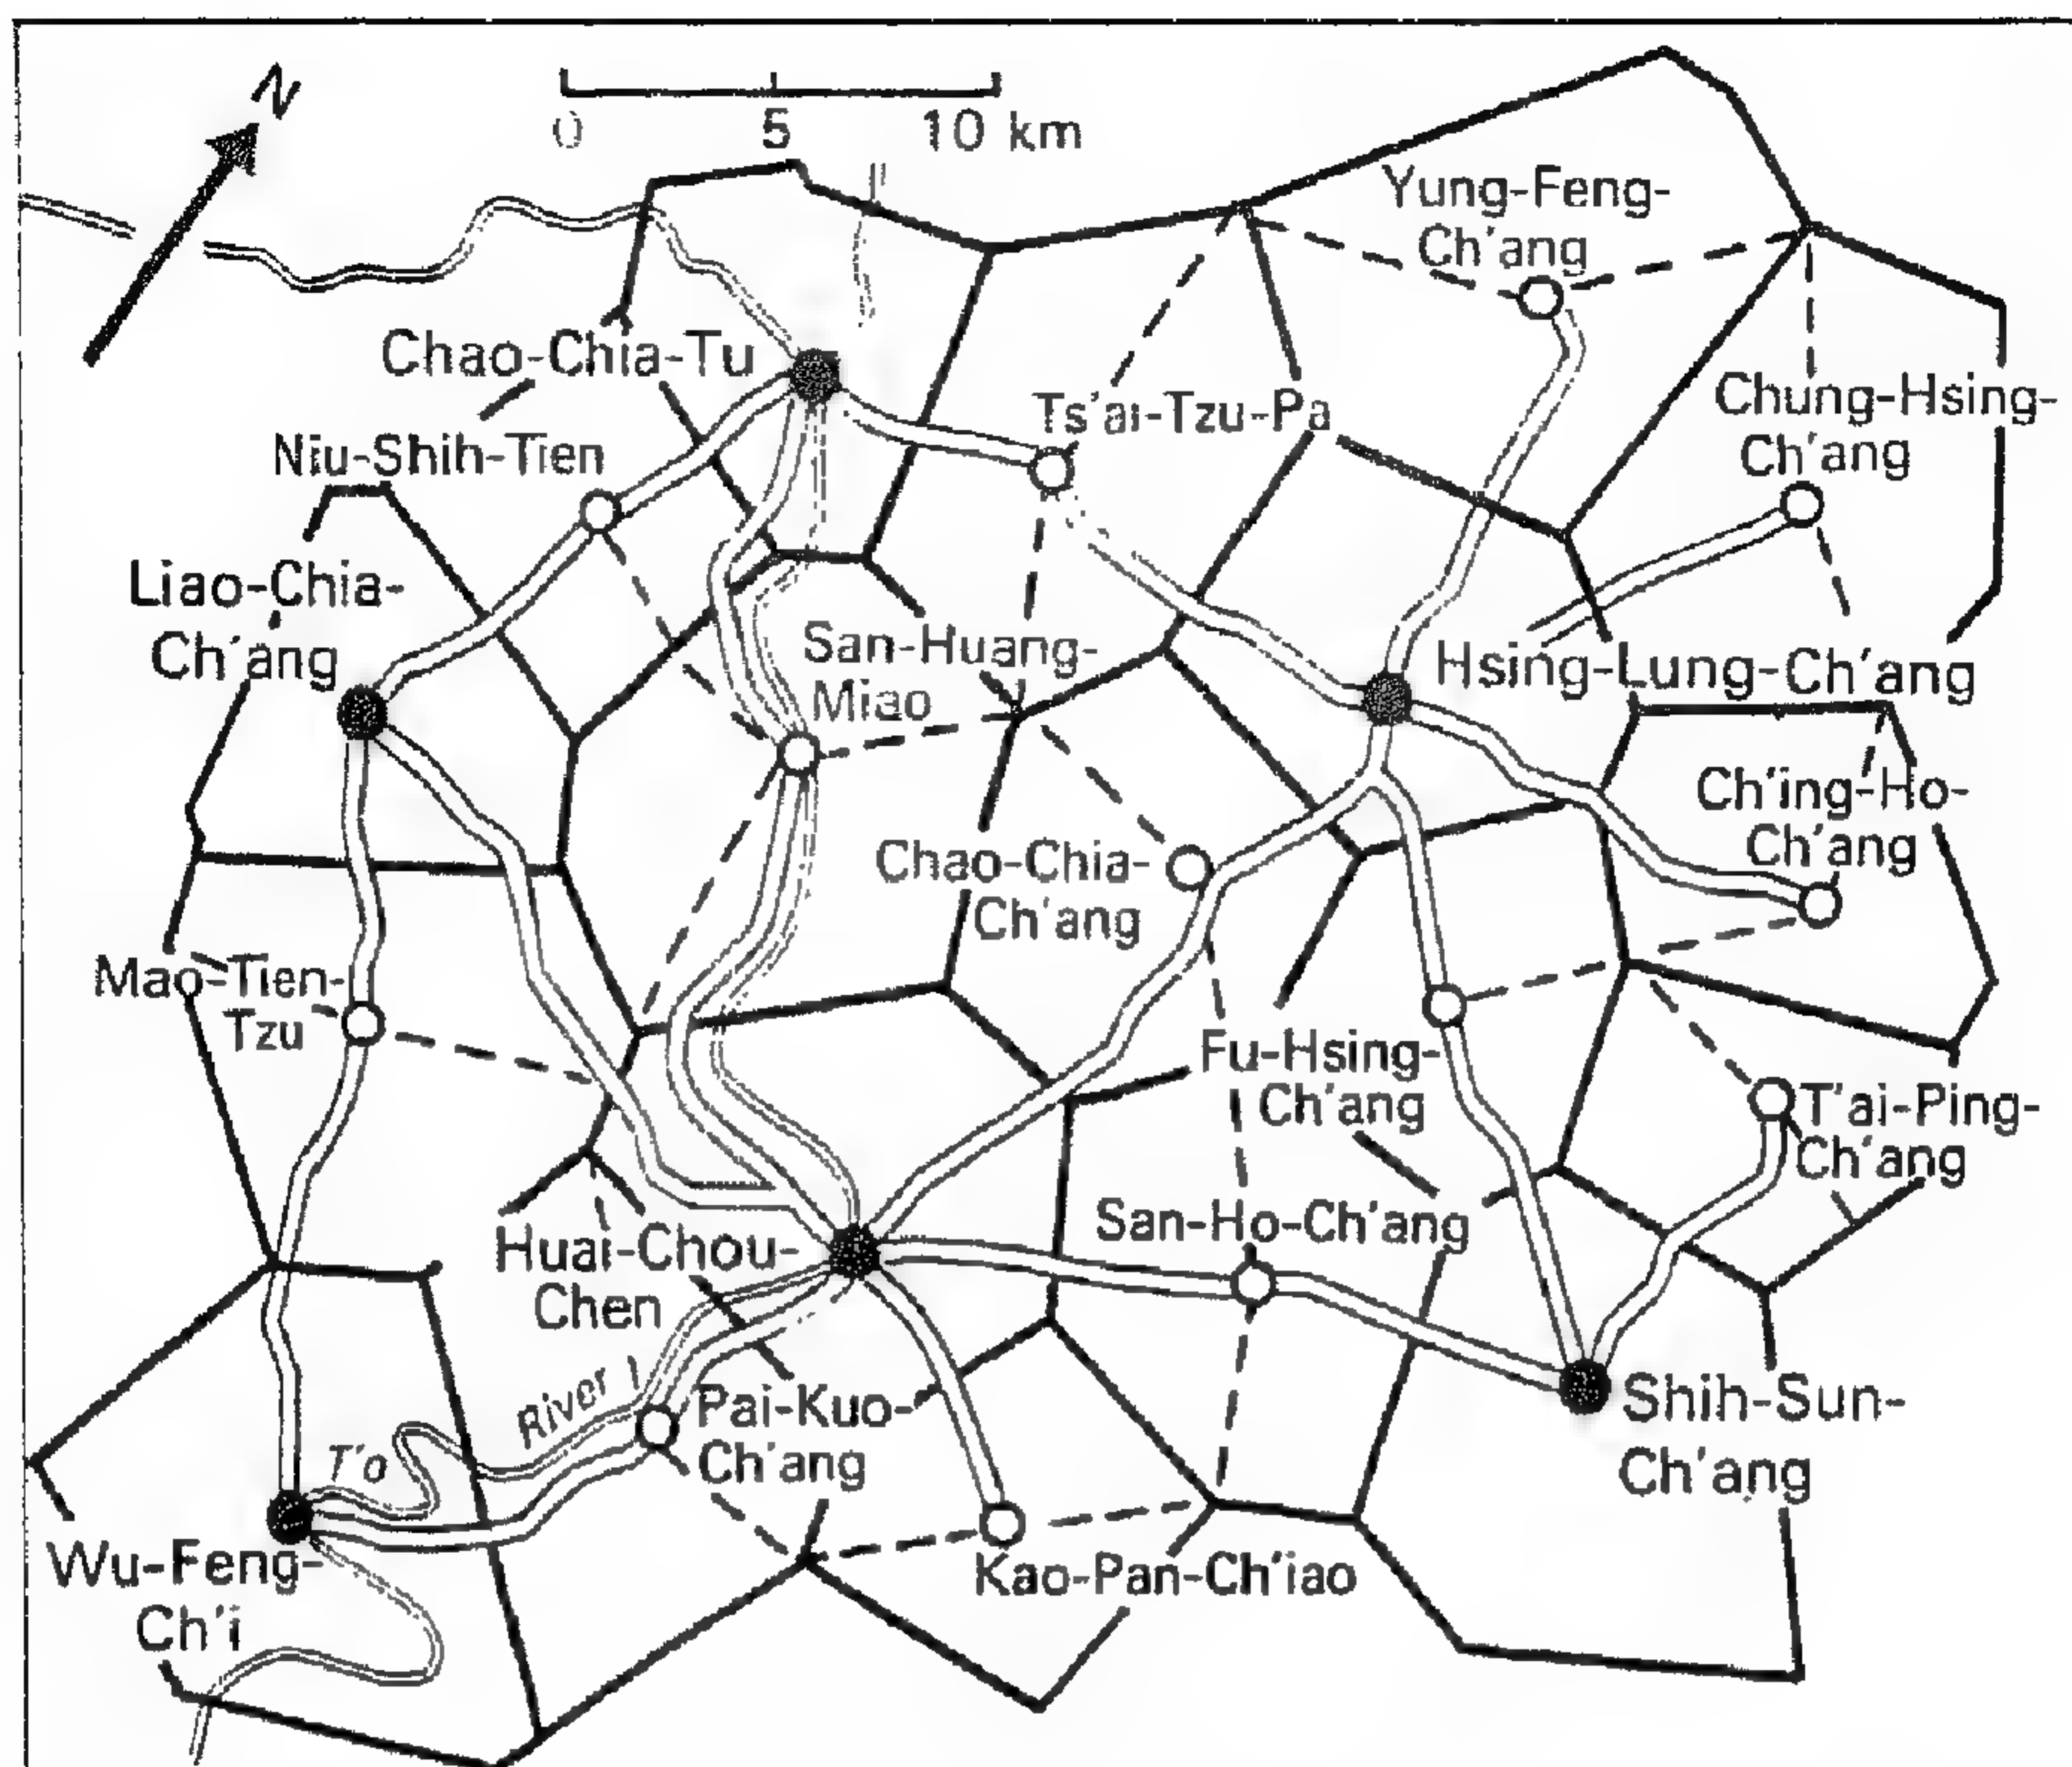 N
0 5 10 km
Yung-Feng-
Ch'ang
Chao-Chia-Tu
Chung-Hsing-
Ch'ang
Ts'ai-Tzu-Pa
Niu-Shih-Tien
Liao-Chia-
Ch'ang
San-Huang-
Miao
Hsing-Lung-Ch'ang
Ch'ing-Ho-
Ch'ang
Chao-Chia-
Ch'ang
Mao-Tien-
Tzu
Fu-Hsing-
Ch'ang
T'ai-Ping-
Ch'ang
San-Ho-Ch'ang
Huai-Chou-
Chen
River
T'o
Pai-Kuo-
Ch'ang
Shih-Sun-
Ch'ang
Wu-Feng-
Ch'i
Kao-Pan-Ch'iao